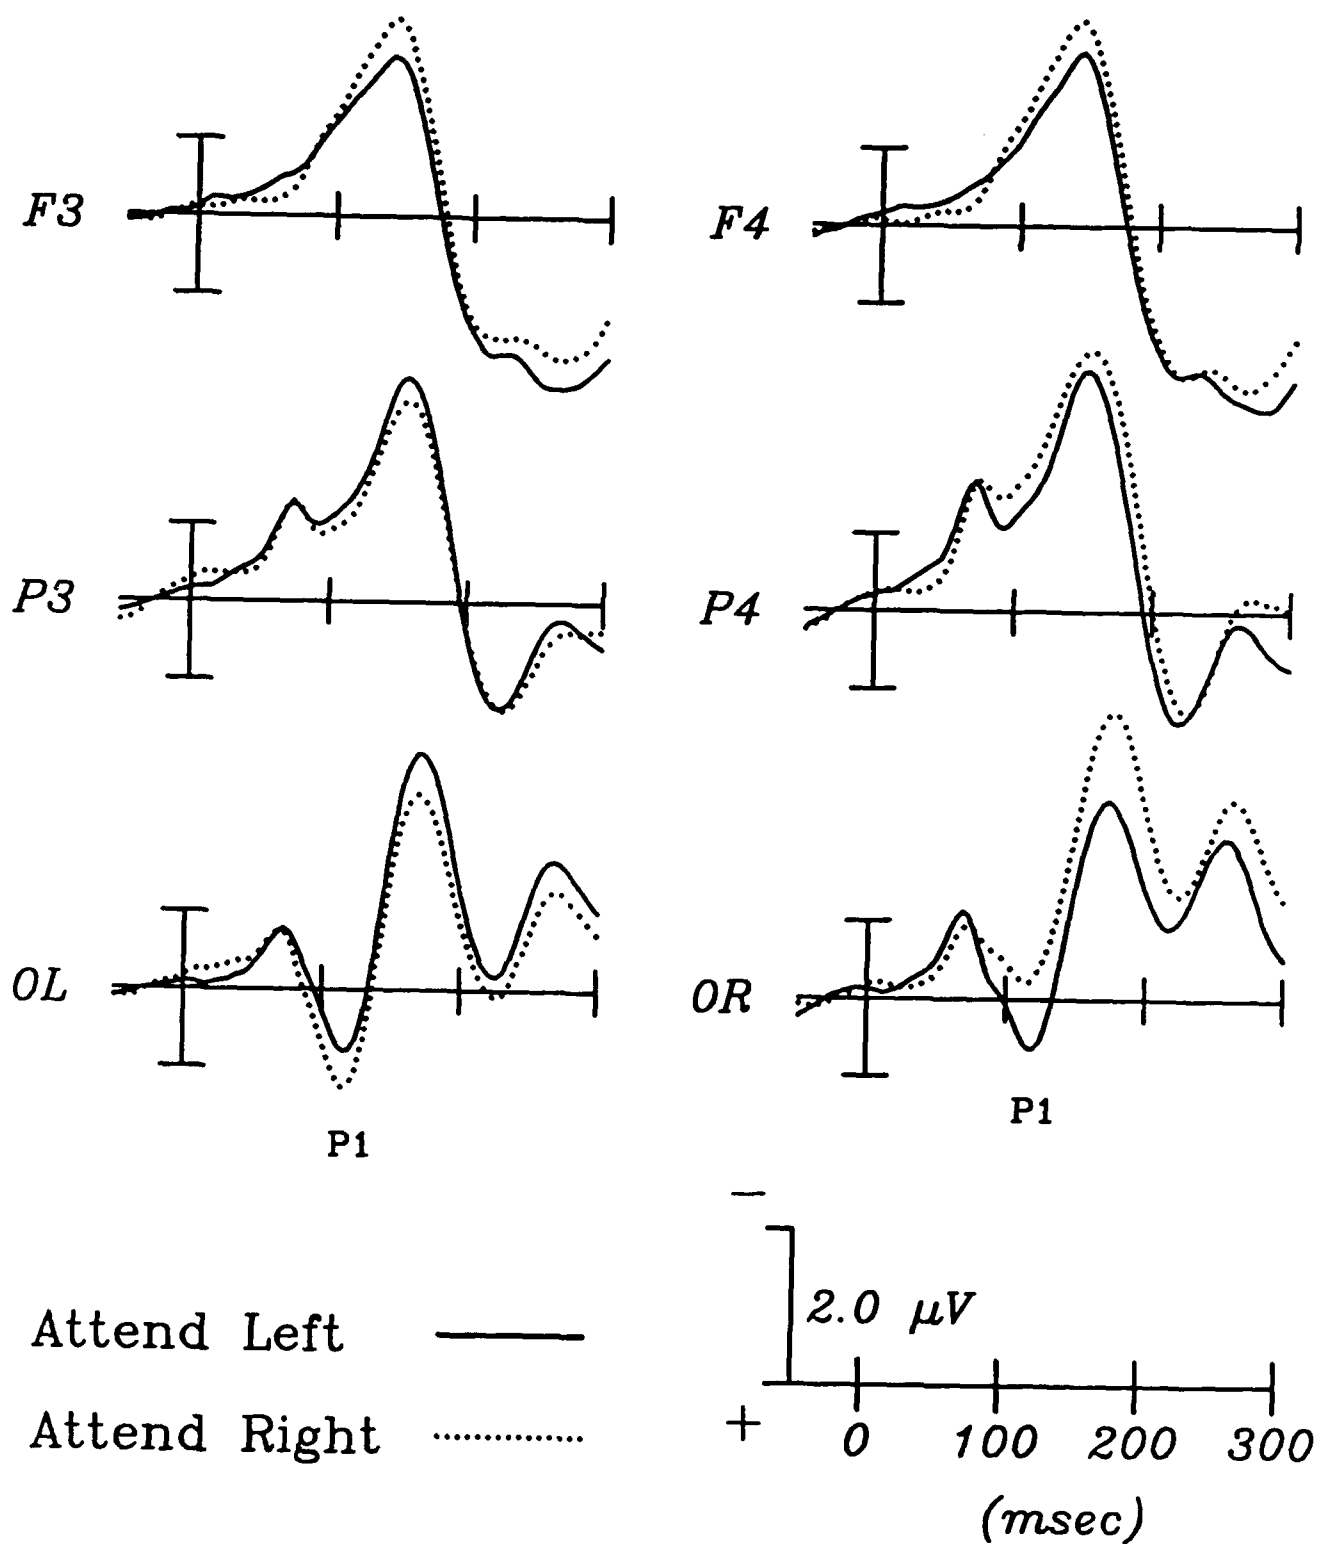 F3
F4
P3
P4
OL
OR
P1
P1
−
2.0 μV
Attend Left
Attend Right
+
0 100 200 300
(msec)